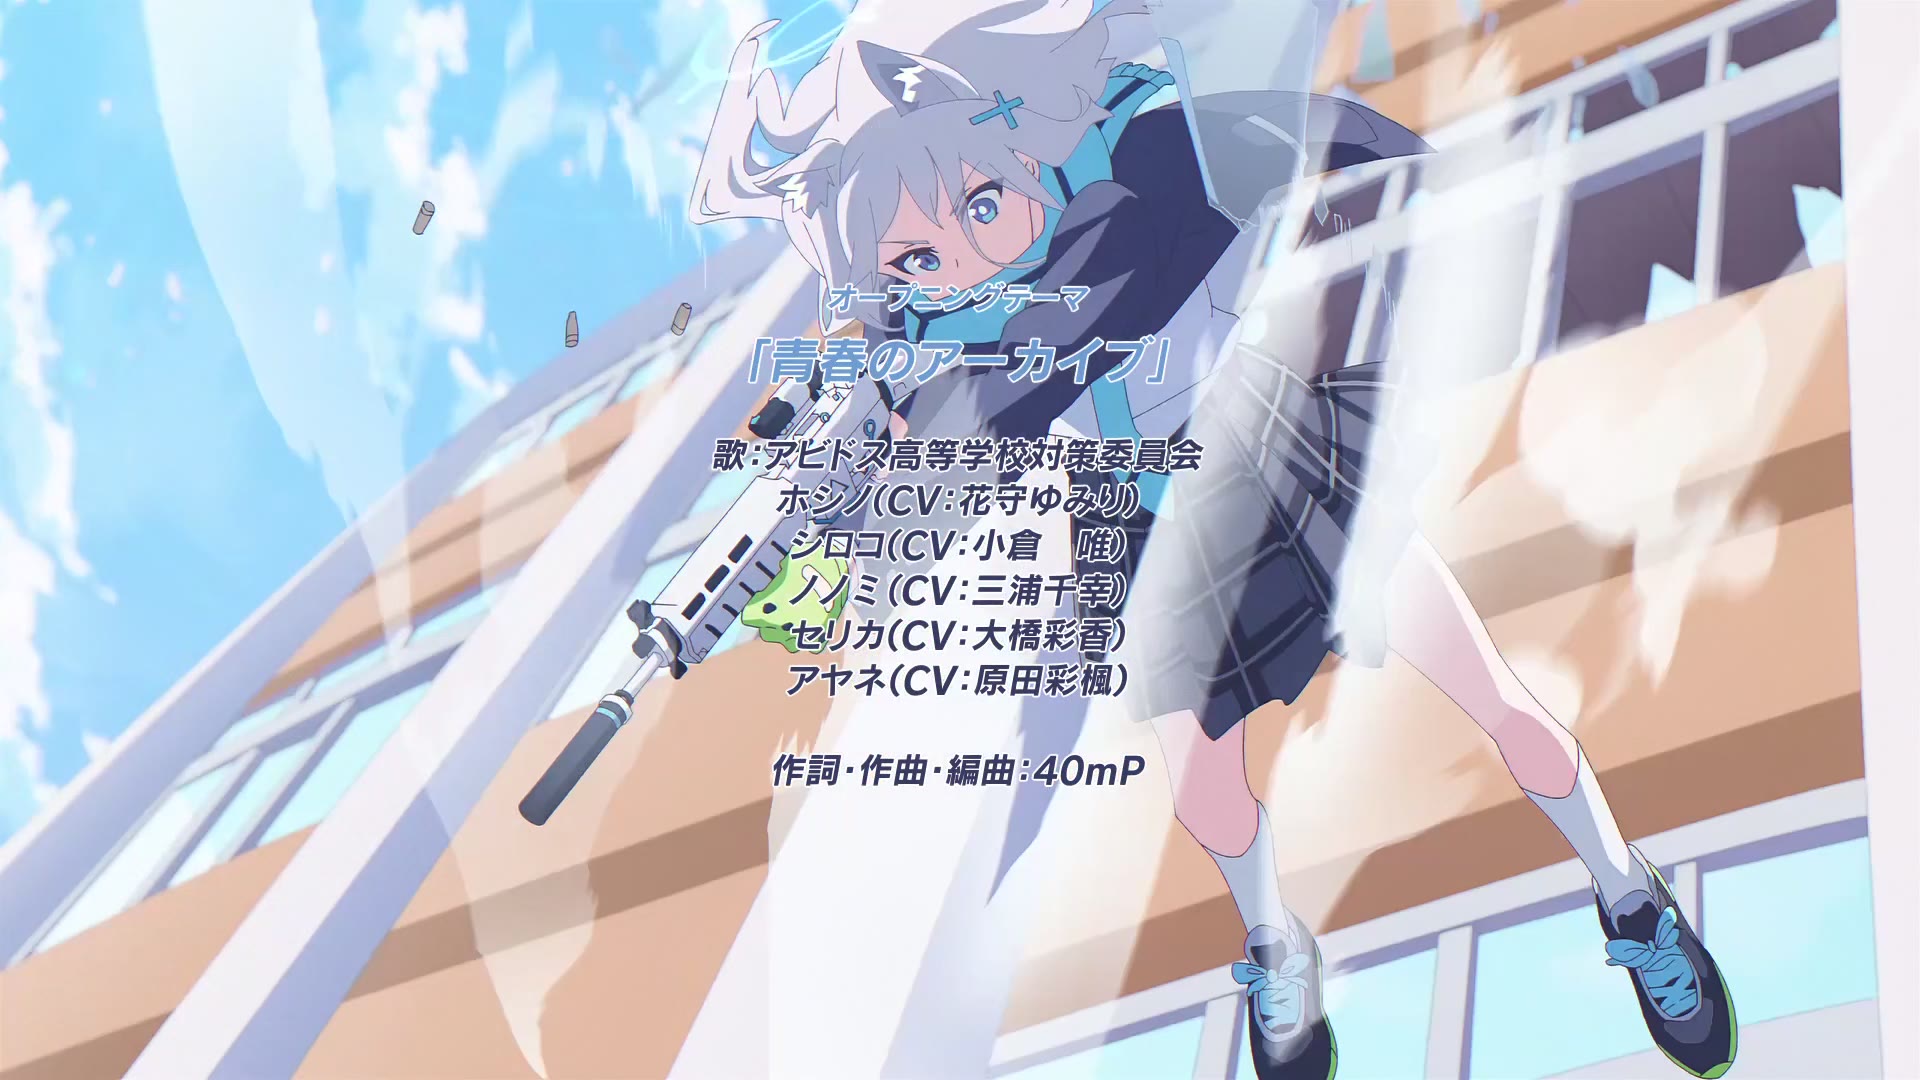 オープニングテーマ
「青春のアーカイブ」
歌：アビドス高等学校対策委員会
ホシノ（CV：花守ゆみり）
シロコ（CV：小倉　唯）
ノノミ（CV：三浦千幸）
セリカ（CV：大橋彩香）
アヤネ（CV：原田彩楓）
作詞・作曲・編曲：40mP